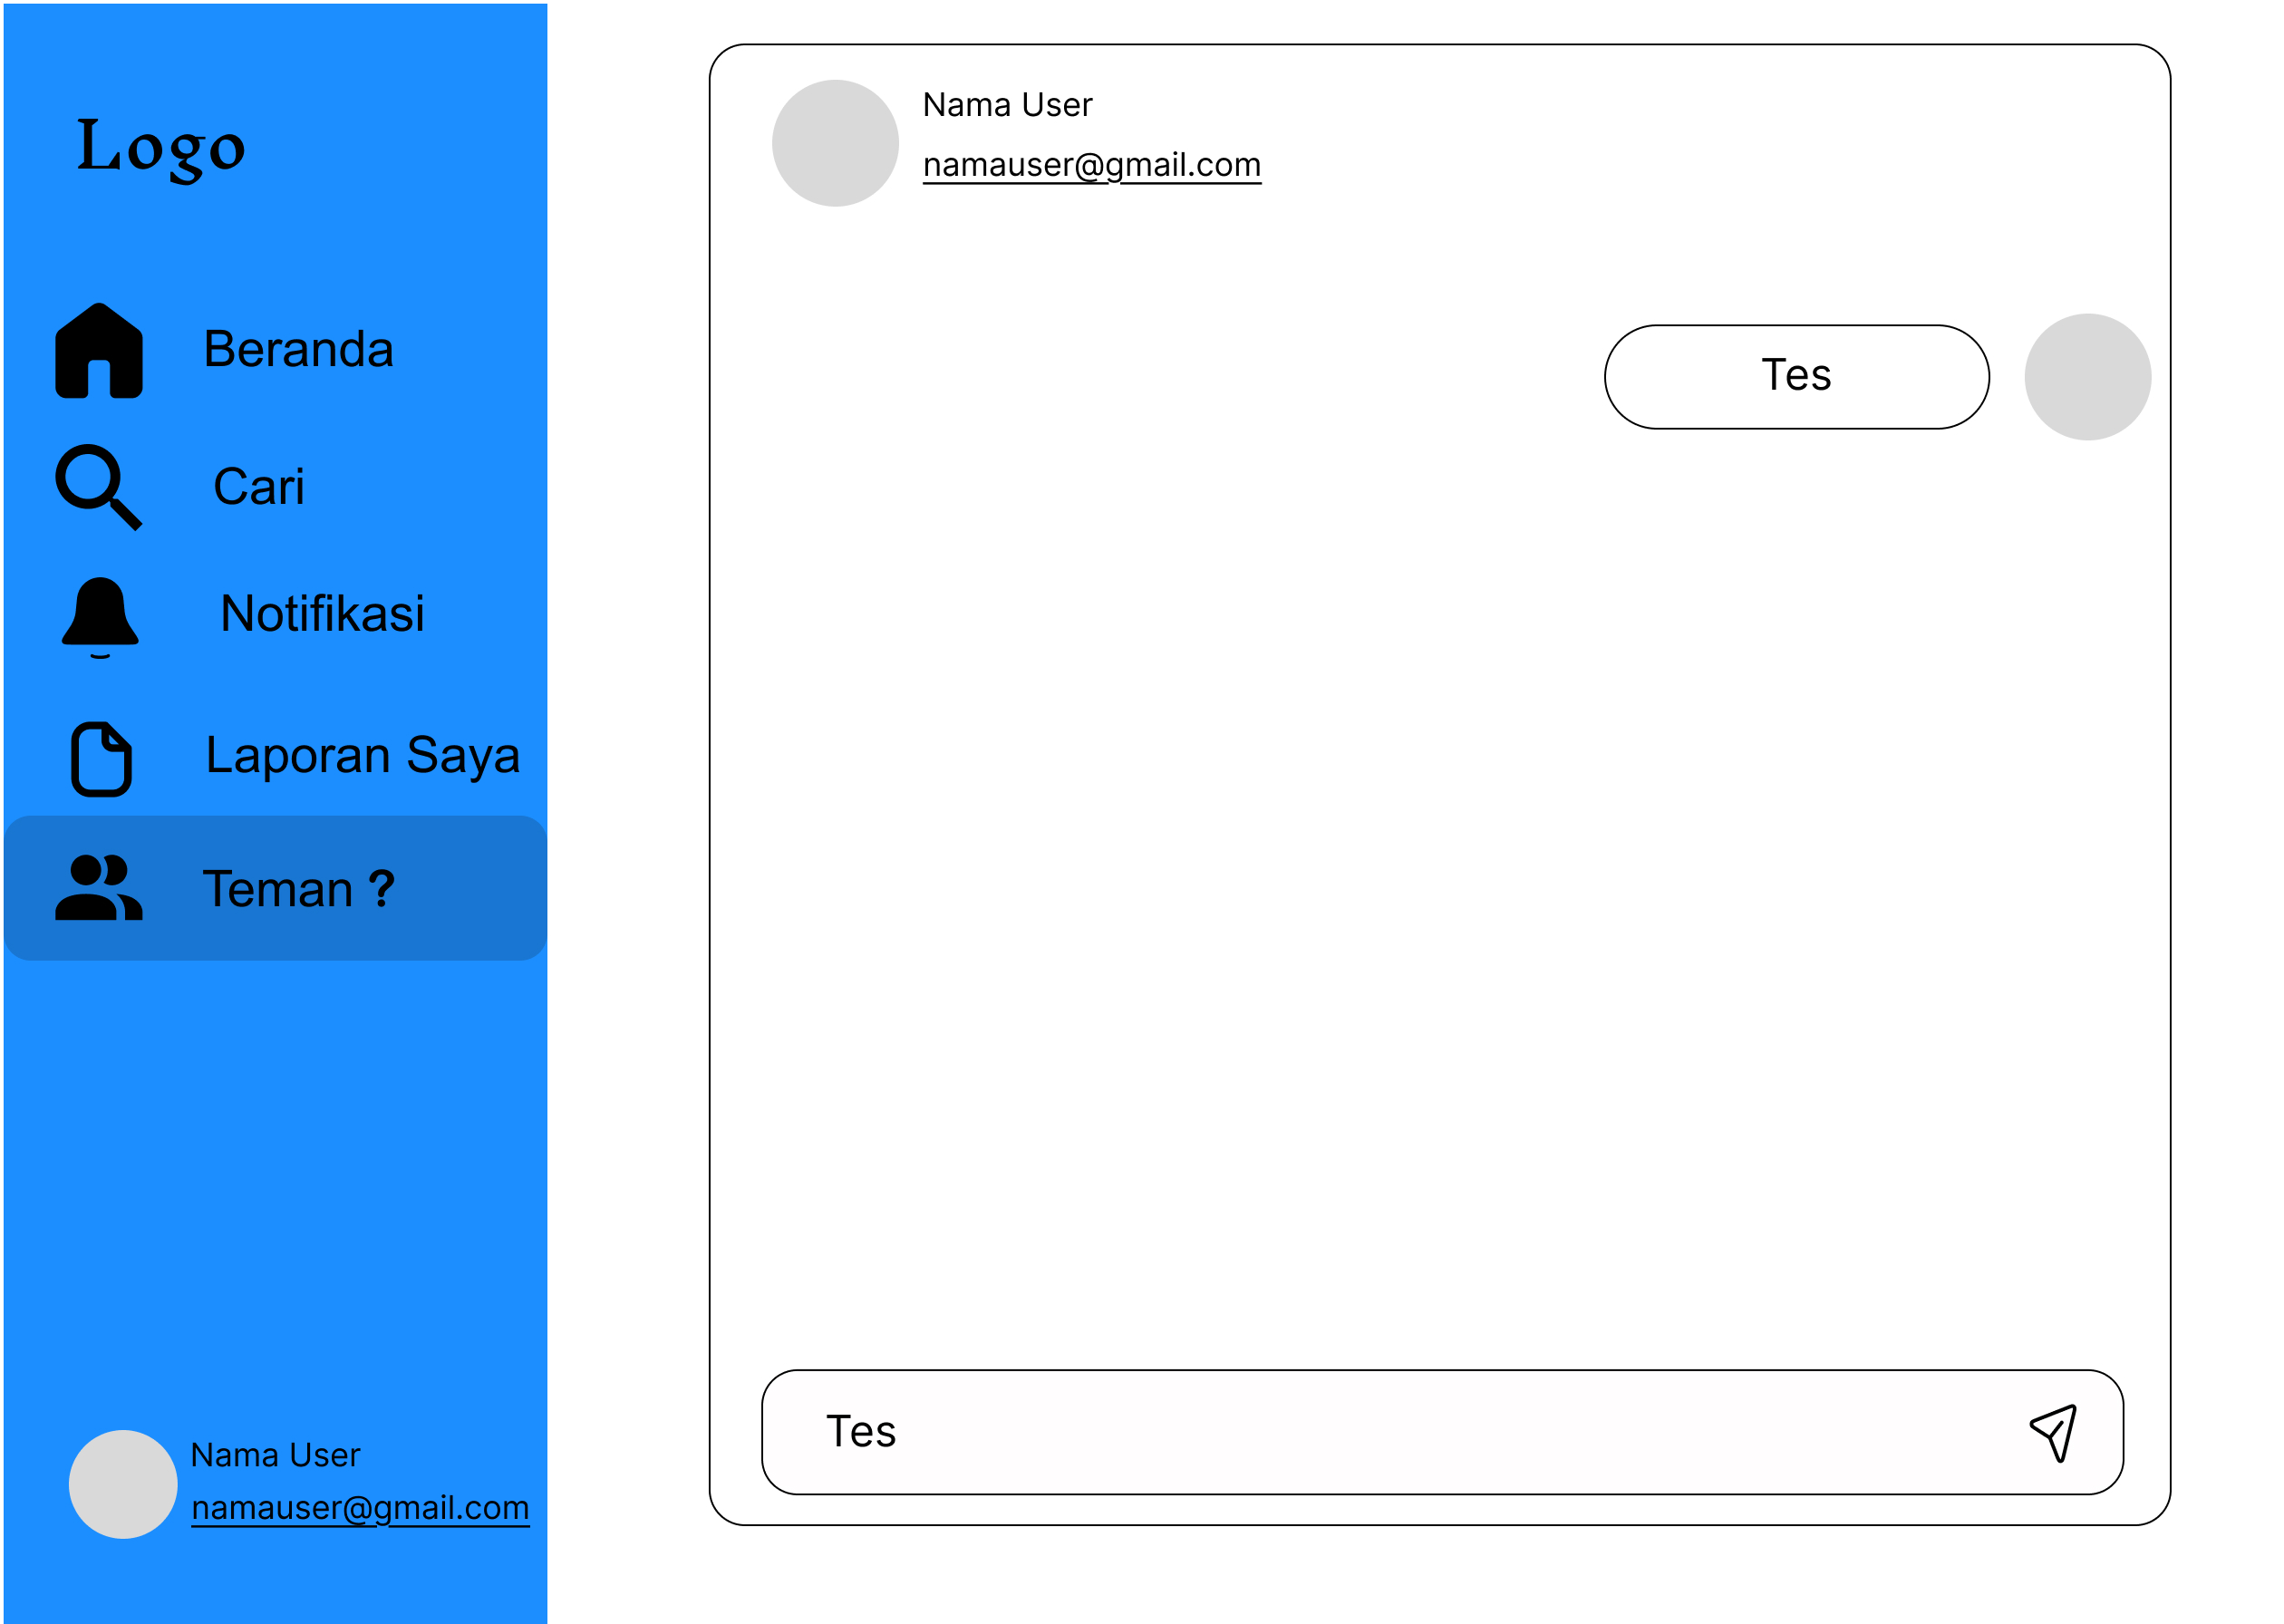 Logo
Beranda
Cari
Notifikasi
Laporan Saya
Teman ?
Nama User
namauser@gmail.com
Nama User
namauser@gmail.com
Tes
Tes